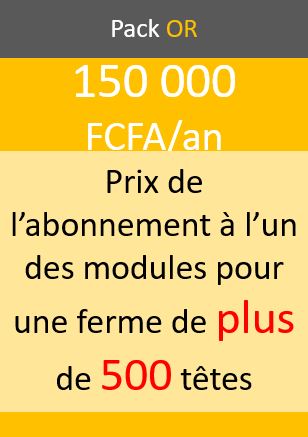 Pack OR
150 000
FCFA/an
Prix de
l’abonnement à l’un
des modules pour
une ferme de plus
de 500 têtes